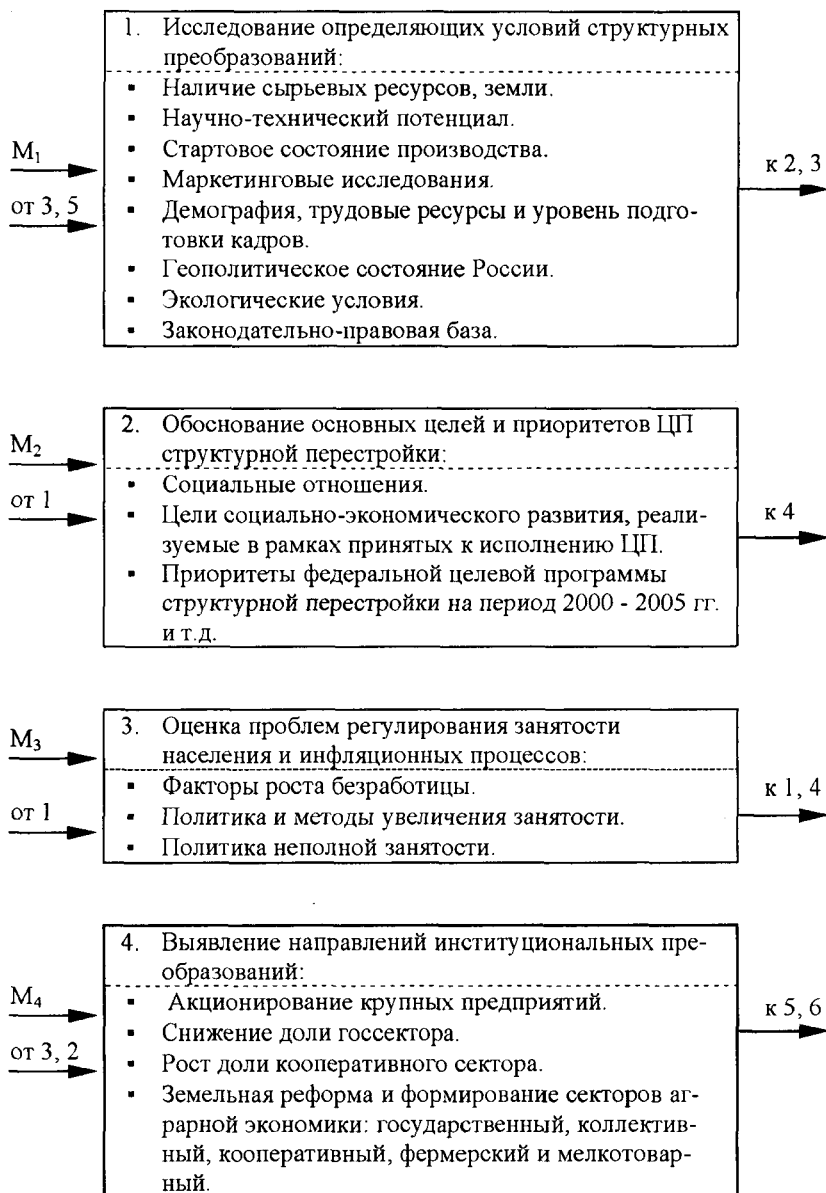 1. Исследование определяющих условий структурных
преобразований:
▪ Наличие сырьевых ресурсов, земли.
▪ Научно-технический потенциал.
▪ Стартовое состояние производства.
M₁
к 2, 3
▪ Маркетинговые исследования.
от 3, 5
▪ Демография, трудовые ресурсы и уровень подго-
товки кадров.
▪ Геополитическое состояние России.
▪ Экологические условия.
▪ Законодательно-правовая база.
2. Обоснование основных целей и приоритетов ЦП
структурной перестройки:
M₂
▪ Социальные отношения.
от 1
к 4
▪ Цели социально-экономического развития, реали-
зуемые в рамках принятых к исполнению ЦП.
▪ Приоритеты федеральной целевой программы
структурной перестройки на период 2000 - 2005 гг.
и т.д.
3. Оценка проблем регулирования занятости
населения и инфляционных процессов:
M₃
▪ Факторы роста безработицы.
к 1, 4
от 1
▪ Политика и методы увеличения занятости.
▪ Политика неполной занятости.
4. Выявление направлений институциональных пре-
образований:
M₄
▪ Акционирование крупных предприятий.
к 5, 6
▪ Снижение доли госсектора.
от 3, 2
▪ Рост доли кооперативного сектора.
▪ Земельная реформа и формирование секторов аг-
рарной экономики: государственный, коллектив-
ный, кооперативный, фермерский и мелкотовар-
ный.